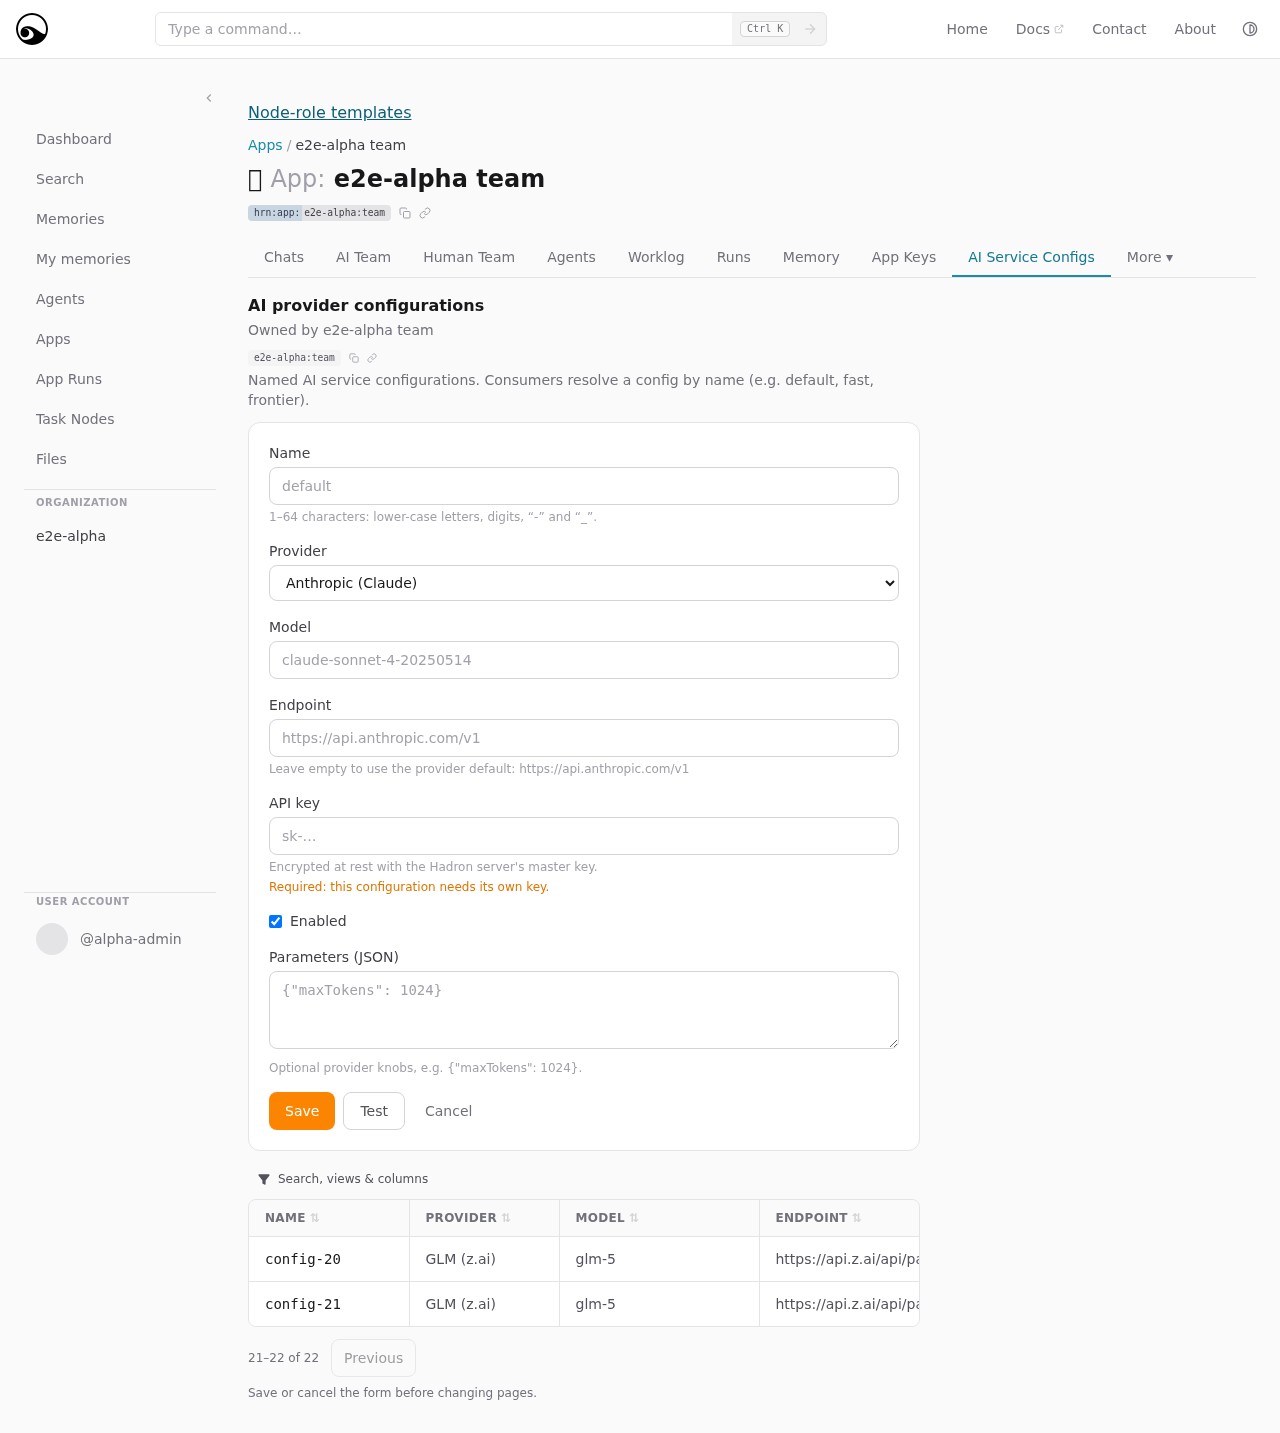 Type a command...
Ctrl K
Home
Docs
Contact
About
Dashboard
Search
Memories
My memories
Agents
Apps
App Runs
Task Nodes
Files
ORGANIZATION
e2e-alpha
USER ACCOUNT
@alpha-admin
Node-role templates
Apps / e2e-alpha team
App: e2e-alpha team
hrn:app: e2e-alpha:team
Chats
AI Team
Human Team
Agents
Worklog
Runs
Memory
App Keys
AI Service Configs
More ▾
AI provider configurations
Owned by e2e-alpha team
e2e-alpha:team
Named AI service configurations. Consumers resolve a config by name (e.g. default, fast,
frontier).
Name
default
1–64 characters: lower-case letters, digits, “-” and “_”.
Provider
Anthropic (Claude)
Model
claude-sonnet-4-20250514
Endpoint
https://api.anthropic.com/v1
Leave empty to use the provider default: https://api.anthropic.com/v1
API key
sk-...
Encrypted at rest with the Hadron server's master key.
Required: this configuration needs its own key.
Enabled
Parameters (JSON)
{"maxTokens": 1024}
Optional provider knobs, e.g. {"maxTokens": 1024}.
Save
Test
Cancel
Search, views & columns
NAME ⇅
PROVIDER ⇅
MODEL ⇅
ENDPOINT ⇅
config-20
GLM (z.ai)
glm-5
https://api.z.ai/api/pa
config-21
GLM (z.ai)
glm-5
https://api.z.ai/api/pa
21–22 of 22
Previous
Save or cancel the form before changing pages.